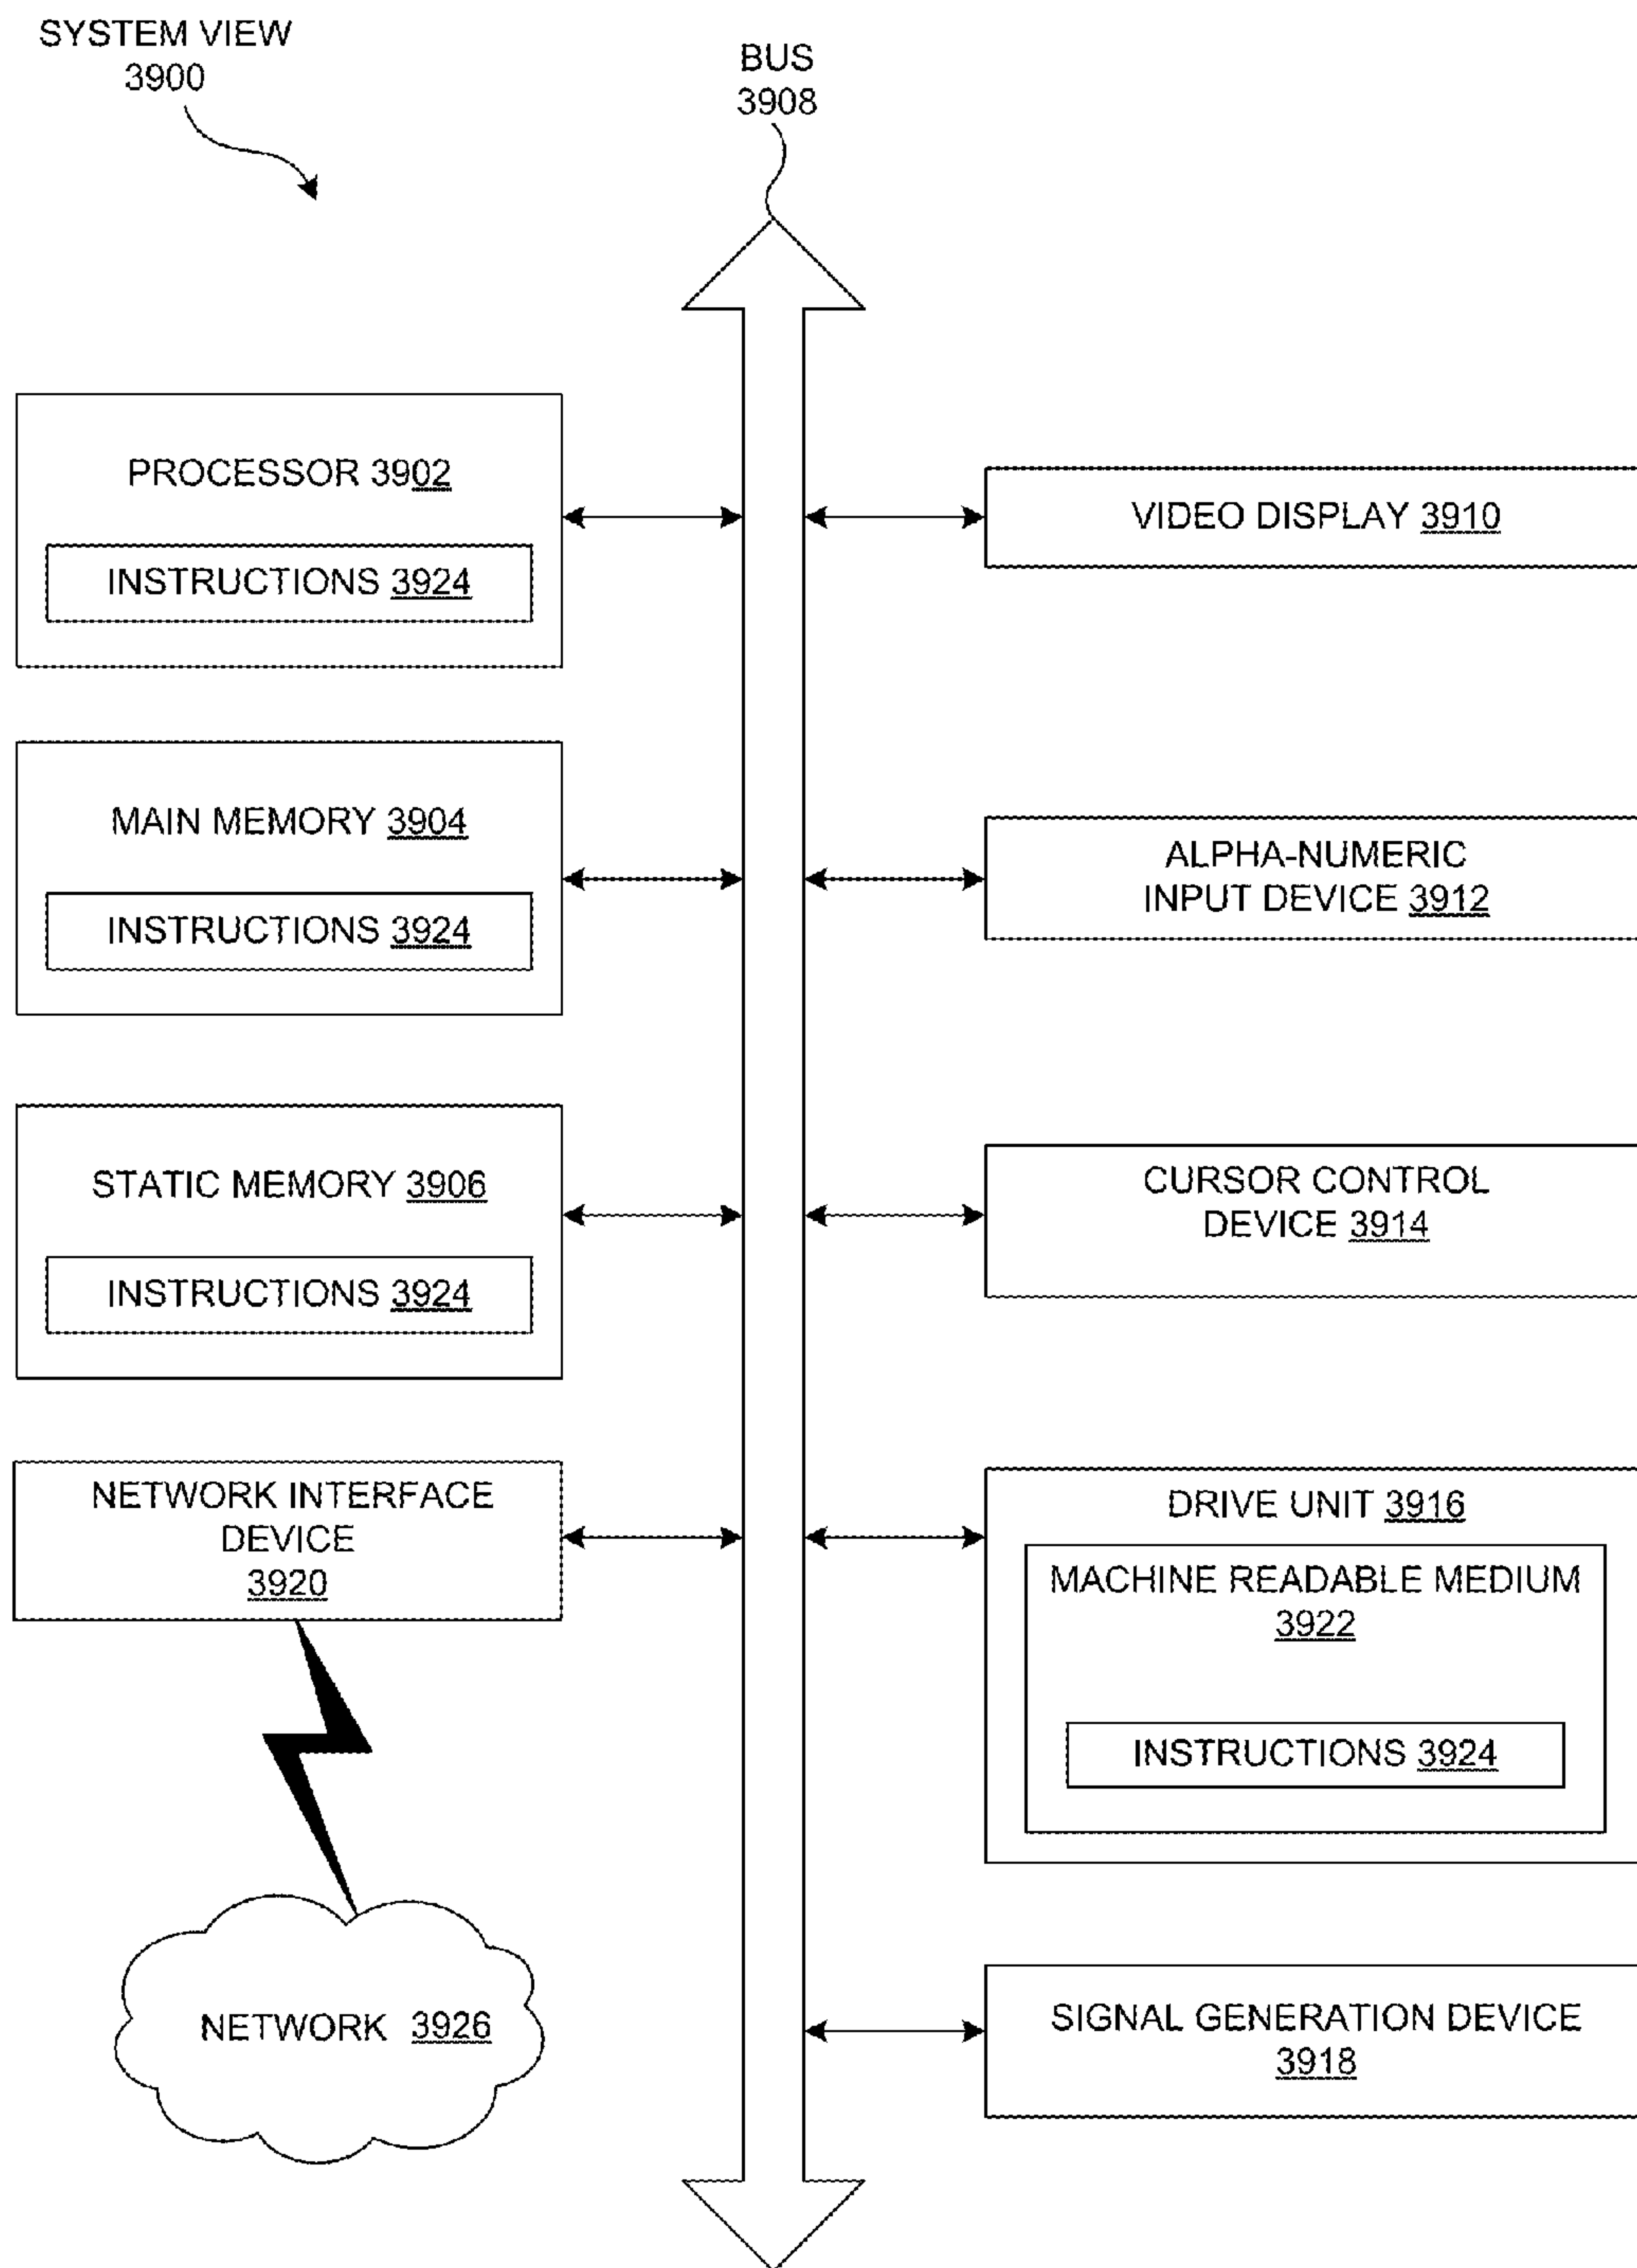 SYSTEM VIEW
3900
BUS
3908
PROCESSOR 3902
INSTRUCTIONS 3924
MAIN MEMORY 3904
INSTRUCTIONS 3924
STATIC MEMORY 3906
INSTRUCTIONS 3924
NETWORK INTERFACE
DEVICE
3920
NETWORK 3926
VIDEO DISPLAY 3910
ALPHA-NUMERIC
INPUT DEVICE 3912
CURSOR CONTROL
DEVICE 3914
DRIVE UNIT 3916
MACHINE READABLE MEDIUM
3922
INSTRUCTIONS 3924
SIGNAL GENERATION DEVICE
3918